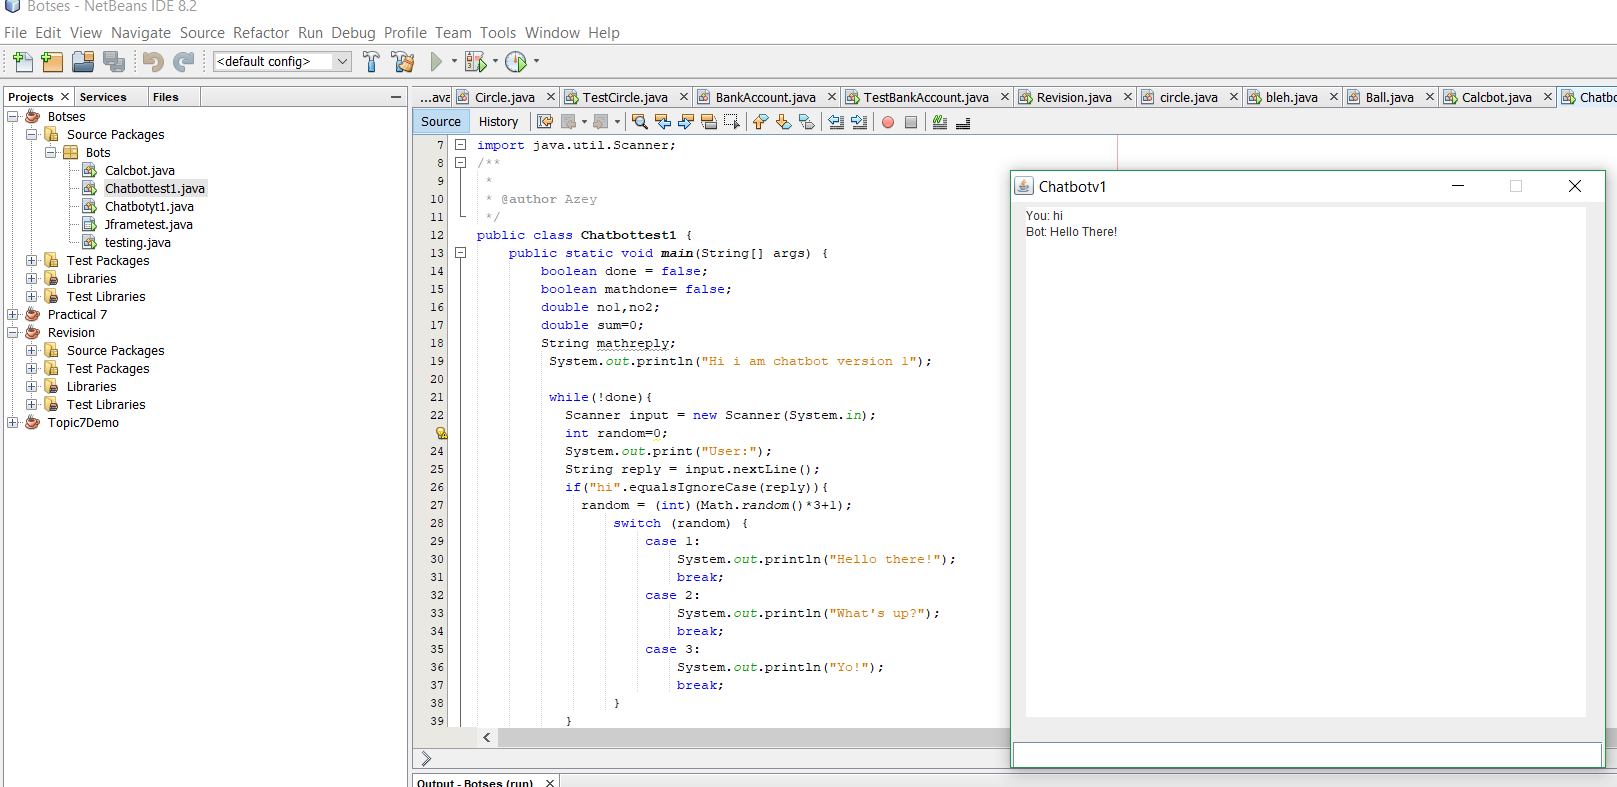 Botses - NetBeans IDE 8.2
File Edit View Navigate Source Refactor Run Debug Profile Team Tools Window Help
<default config>
Projects Services Files
Botses
Source Packages
Bots
Calcbot.java
Chatbottest1.java
Chatbotyt1.java
Jframetest.java
testing.java
Test Packages
Libraries
Test Libraries
Practical 7
Revision
Source Packages
Test Packages
Libraries
Test Libraries
Topic7Demo
...ava Circle.java TestCircle.java BankAccount.java TestBankAccount.java Revision.java circle.java bleh.java Ball.java Calcbot.java Chatbo
Source History
7 import java.util.Scanner;
8 /**
9 *
10 * @author Azey
11 */
12 public class Chatbottest1 {
13 public static void main(String[] args) {
14 boolean done = false;
15 boolean mathdone= false;
16 double no1,no2;
17 double sum=0;
18 String mathreply;
19 System.out.println("Hi i am chatbot version 1");
20
21 while(!done){
22 Scanner input = new Scanner(System.in);
int random=0;
24 System.out.print("User:");
25 String reply = input.nextLine();
26 if("hi".equalsIgnoreCase(reply)){
27 random = (int)(Math.random()*3+1);
28 switch (random) {
29 case 1:
30 System.out.println("Hello there!");
31 break;
32 case 2:
33 System.out.println("What's up?");
34 break;
35 case 3:
36 System.out.println("Yo!");
37 break;
38 }
39 }
Output - Botses (run)
Chatbotv1
You: hi
Bot: Hello There!